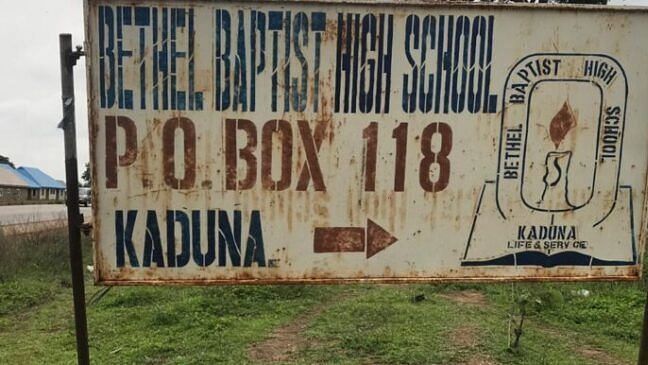 BETHEL BAPTIST HIGH SCHOOL
P.O. BOX 118
KADUNA.
BETHEL BAPTIST HIGH SCHOOL
KADUNA
LIFE & SERVICE